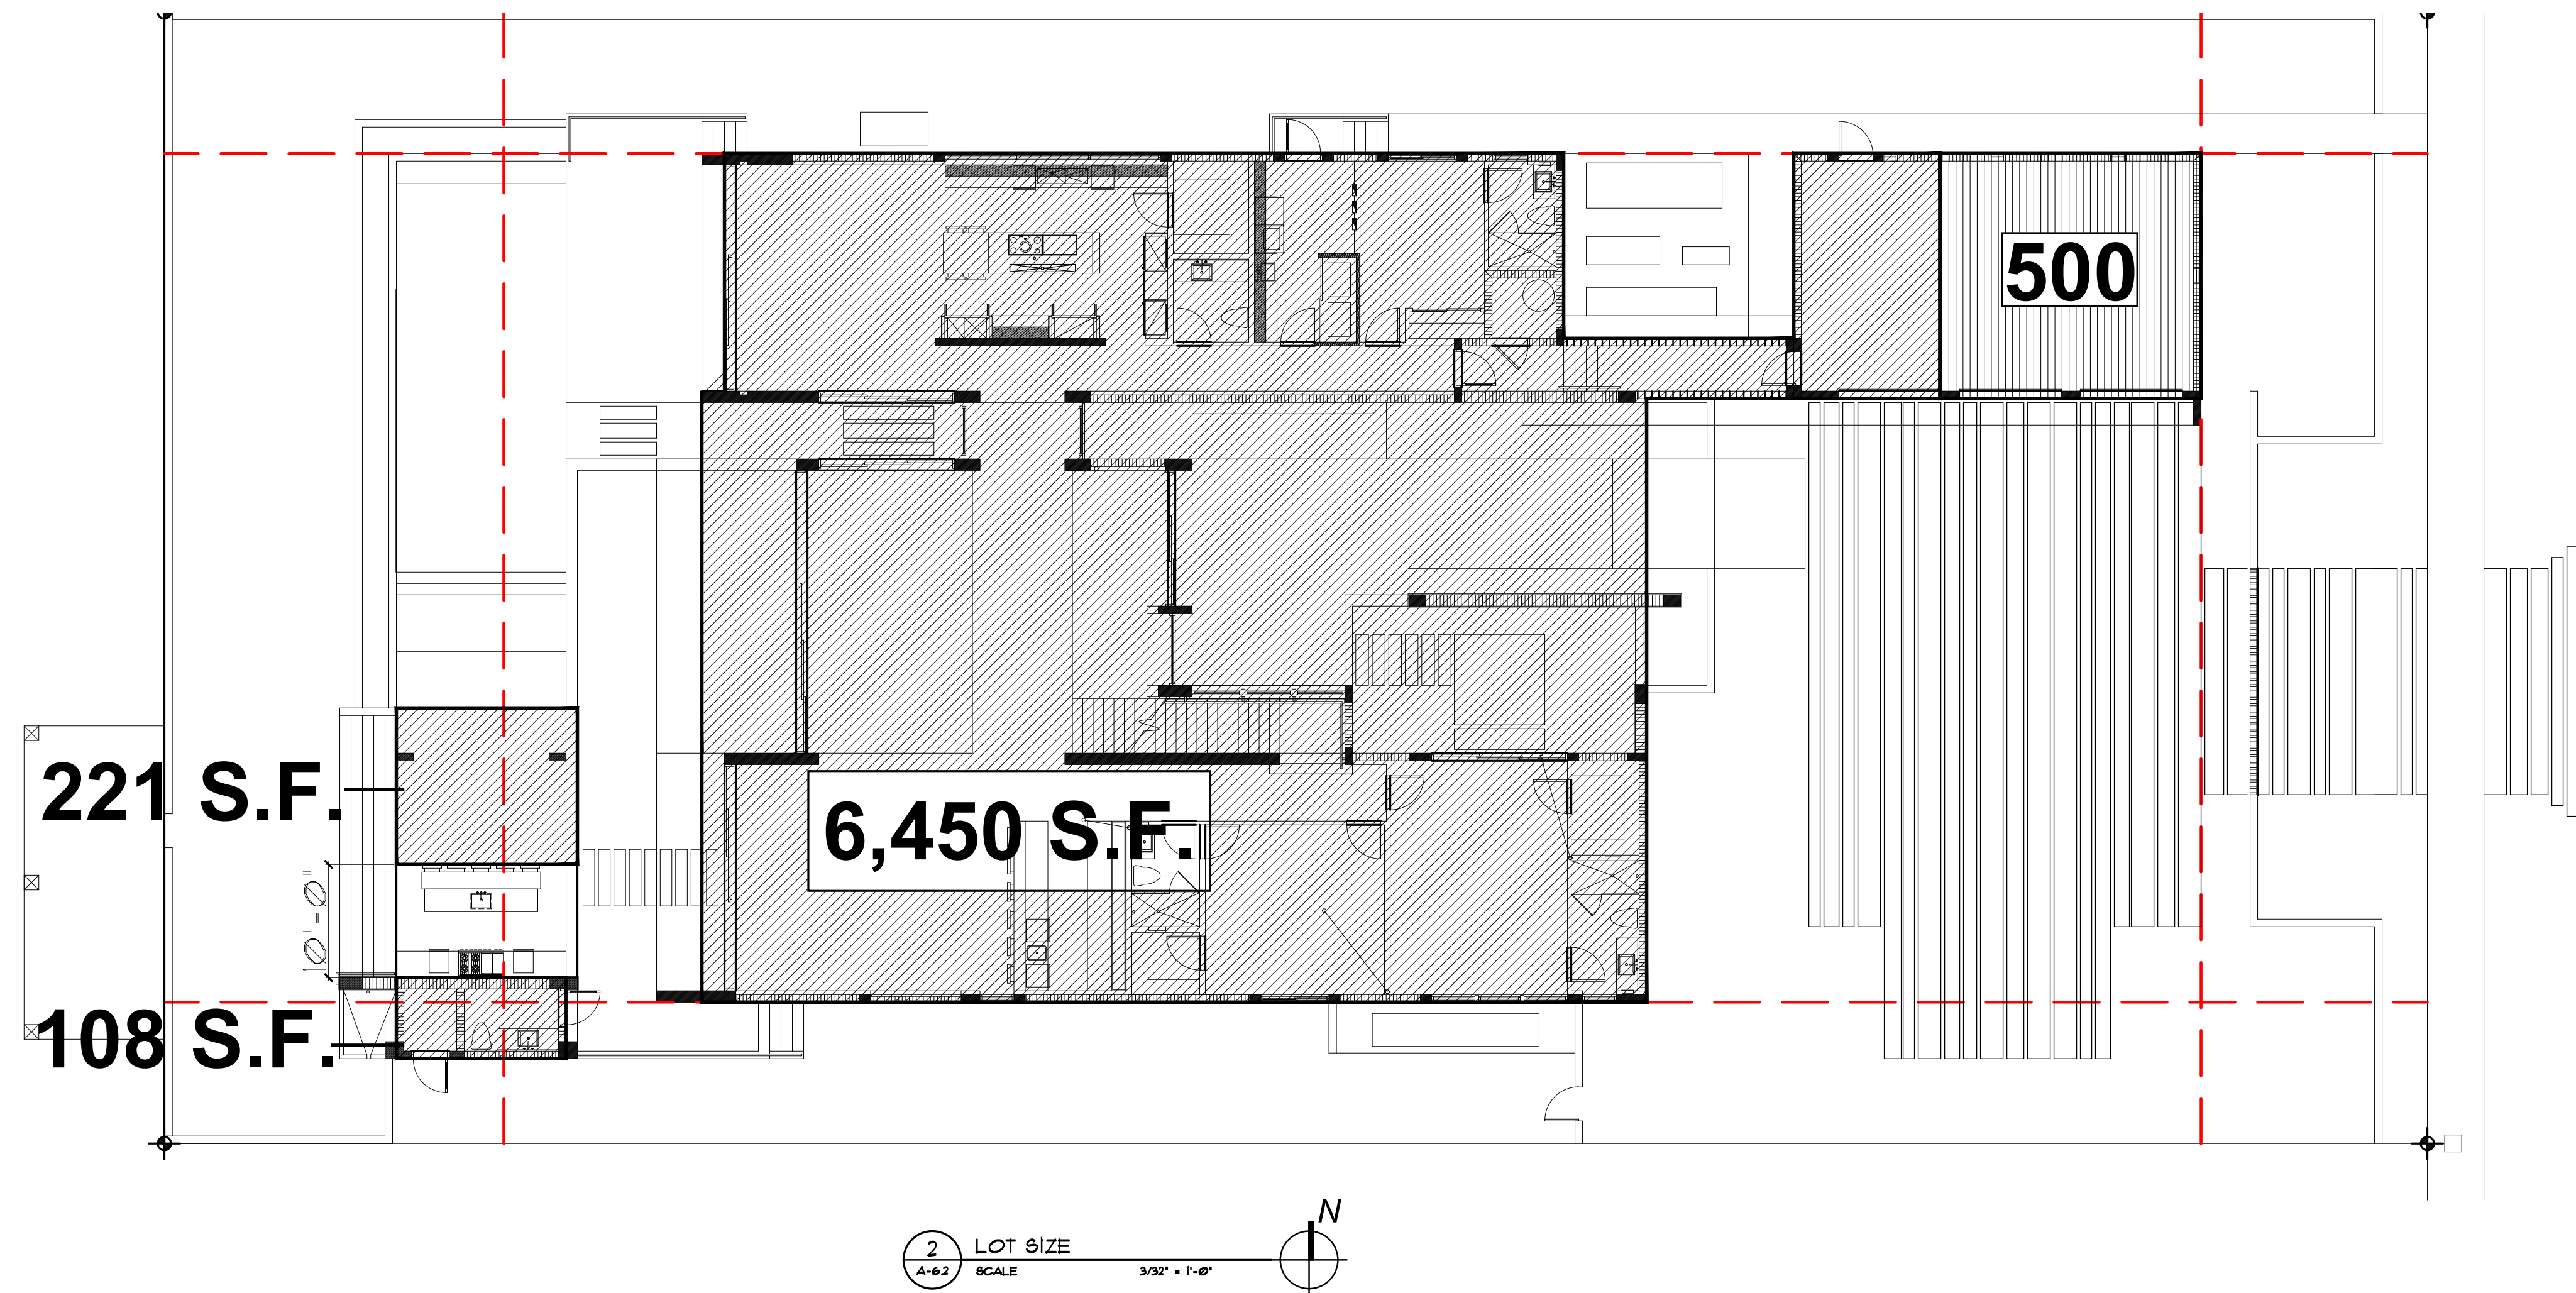 500
221 S.F.
6,450 S.F.
108 S.F.
N
2
LOT SIZE
A-6.2
SCALE
3/32" = 1'-0"